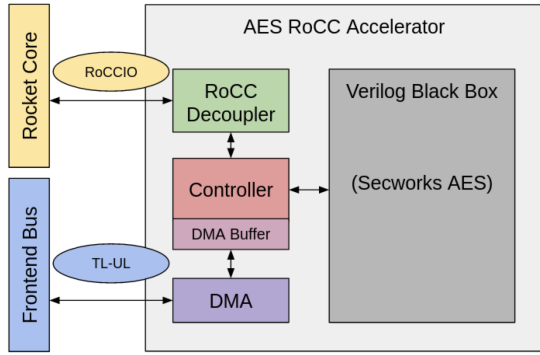 AES RoCC Accelerator
Rocket Core
RoCCIO
RoCC
Decoupler
Verilog Black Box
(Secworks AES)
Controller
DMA Buffer
Frontend Bus
TL-UL
DMA